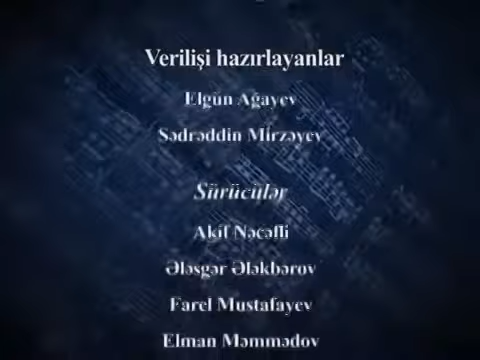 Verilişi hazırlayanlar
Elgün Ağayev
Sədrəddin Mirzəyev
Sürücülər
Akif Nəcəfli
Ələsgər Ələkbərov
Farel Mustafayev
Elman Məmmədov